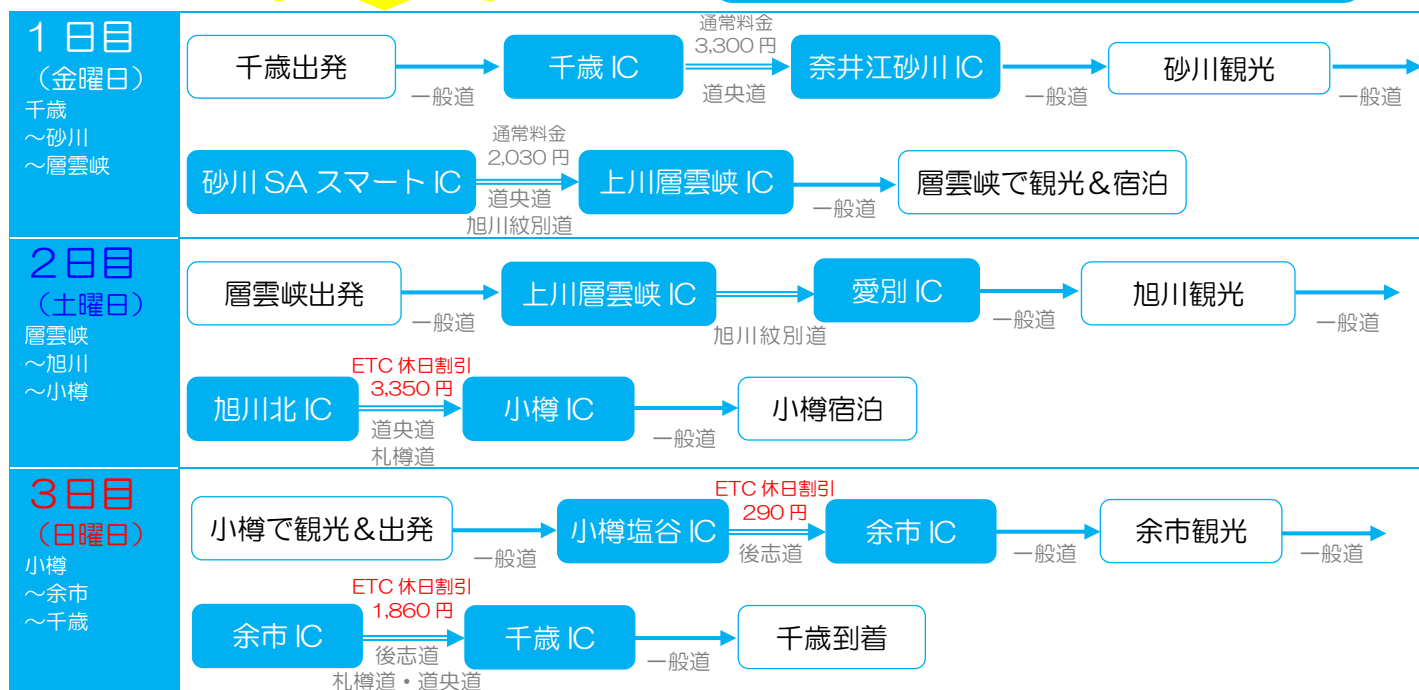 1日目
（金曜日）
千歳
～砂川
～層雲峡
千歳出発
一般道
千歳 IC
通常料金
3,300 円
道央道
奈井江砂川 IC
一般道
砂川観光
一般道
砂川 SA スマート IC
通常料金
2,030 円
道央道
旭川紋別道
上川層雲峡 IC
一般道
層雲峡で観光＆宿泊
2日目
（土曜日）
層雲峡
～旭川
～小樽
層雲峡出発
一般道
上川層雲峡 IC
旭川紋別道
愛別 IC
一般道
旭川観光
一般道
旭川北 IC
ETC 休日割引
3,350 円
道央道
札樽道
小樽 IC
一般道
小樽宿泊
3日目
（日曜日）
小樽
～余市
～千歳
小樽で観光＆出発
一般道
小樽塩谷 IC
ETC 休日割引
290 円
後志道
余市 IC
一般道
余市観光
一般道
余市 IC
ETC 休日割引
1,860 円
後志道
札樽道・道央道
千歳 IC
一般道
千歳到着